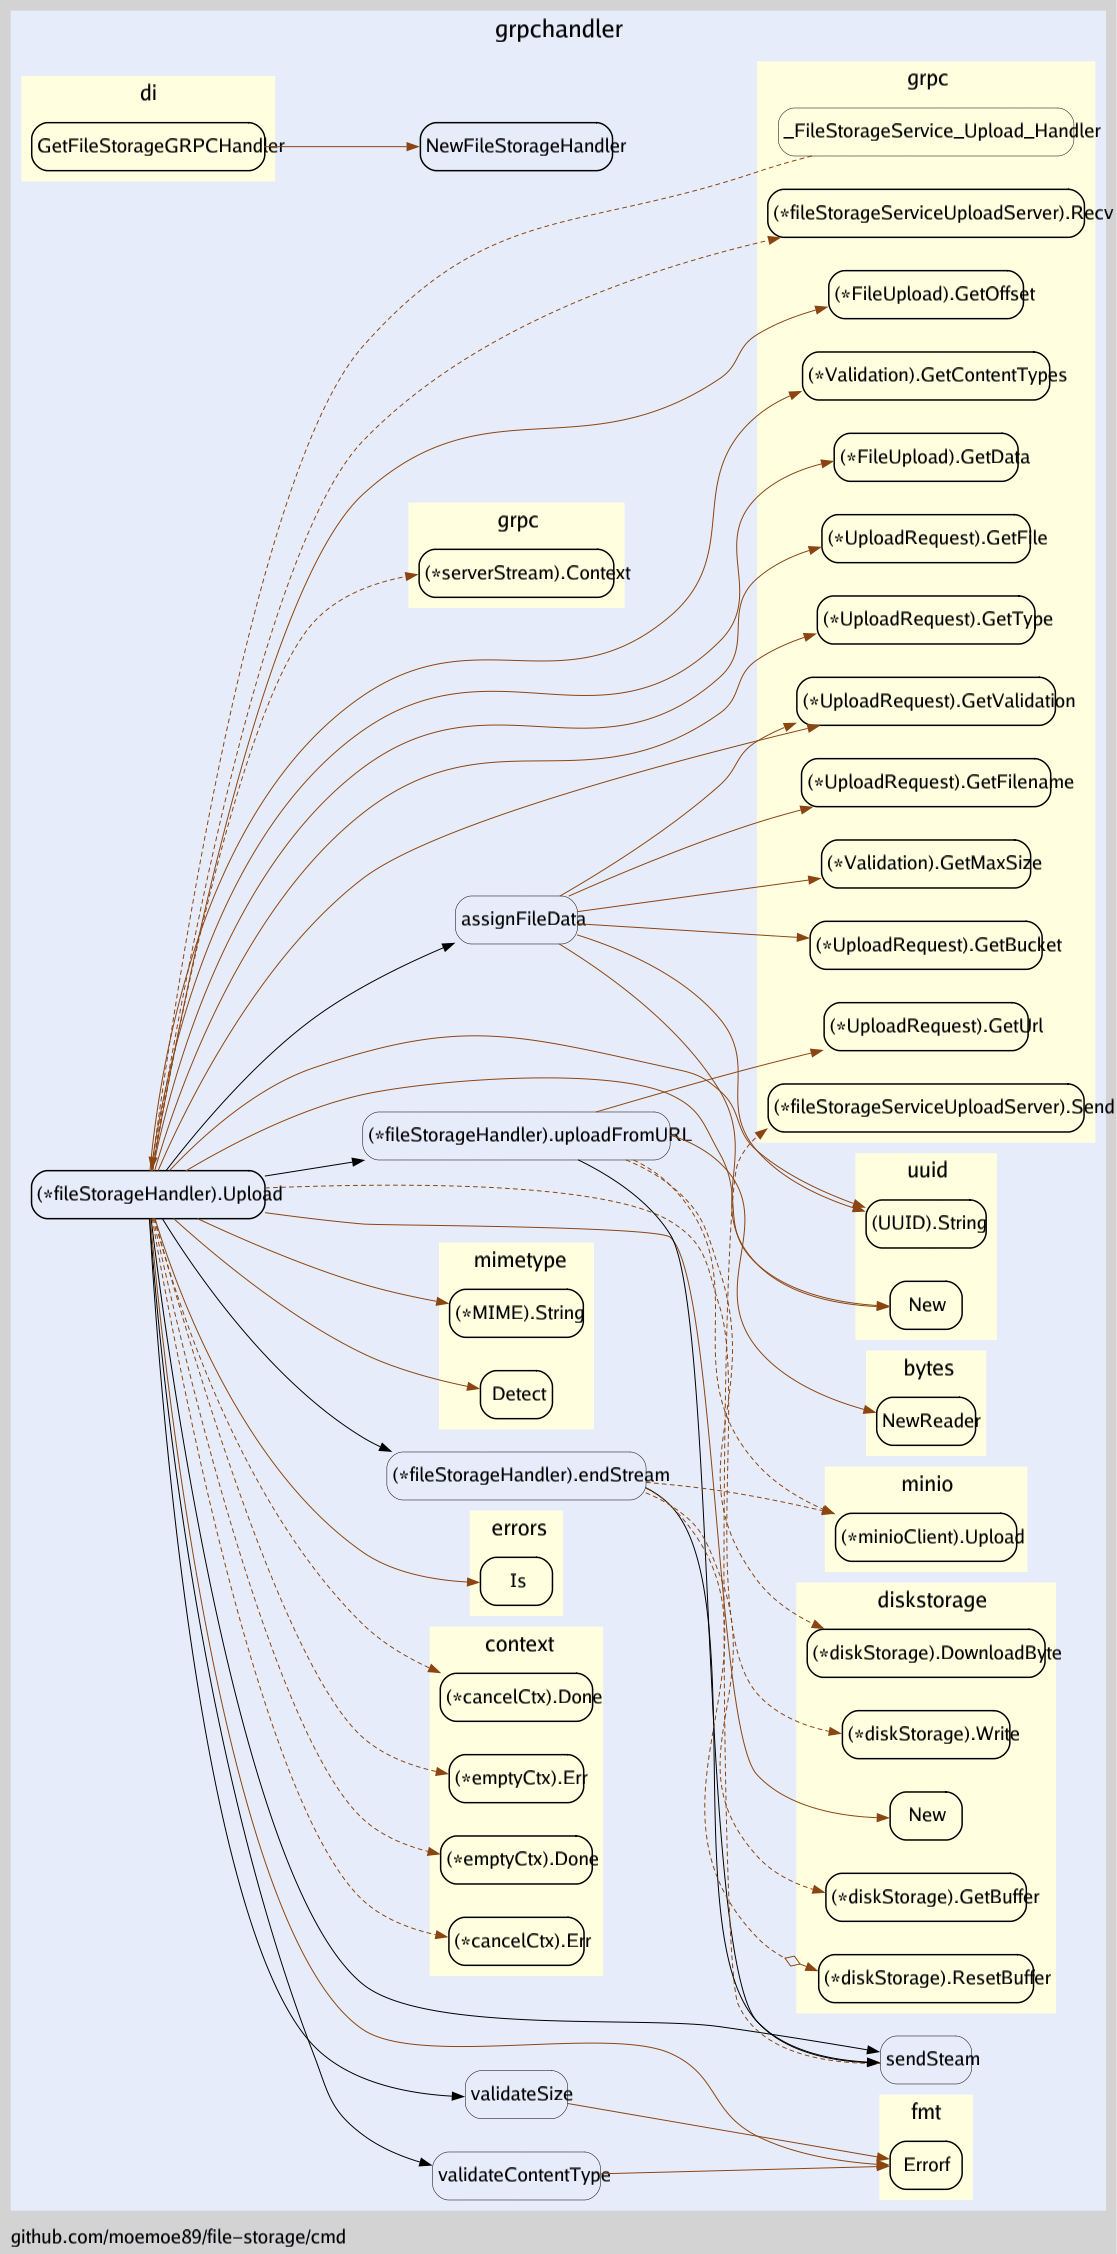 grpchandler
di
GetFileStorageGRPCHandler
NewFileStorageHandler
grpc
_FileStorageService_Upload_Handler
(*fileStorageServiceUploadServer).Recv
(*FileUpload).GetOffset
(*Validation).GetContentTypes
(*FileUpload).GetData
(*UploadRequest).GetFile
(*UploadRequest).GetType
(*UploadRequest).GetValidation
(*UploadRequest).GetFilename
(*Validation).GetMaxSize
(*UploadRequest).GetBucket
(*UploadRequest).GetUrl
(*fileStorageServiceUploadServer).Send
grpc
(*serverStream).Context
assignFileData
(*fileStorageHandler).uploadFromURL
(*fileStorageHandler).Upload
uuid
(UUID).String
New
mimetype
(*MIME).String
Detect
bytes
NewReader
(*fileStorageHandler).endStream
minio
(*minioClient).Upload
errors
Is
diskstorage
(*diskStorage).DownloadByte
(*diskStorage).Write
New
(*diskStorage).GetBuffer
(*diskStorage).ResetBuffer
context
(*cancelCtx).Done
(*emptyCtx).Err
(*emptyCtx).Done
(*cancelCtx).Err
sendSteam
validateSize
fmt
Errorf
validateContentType
github.com/moemoe89/file-storage/cmd